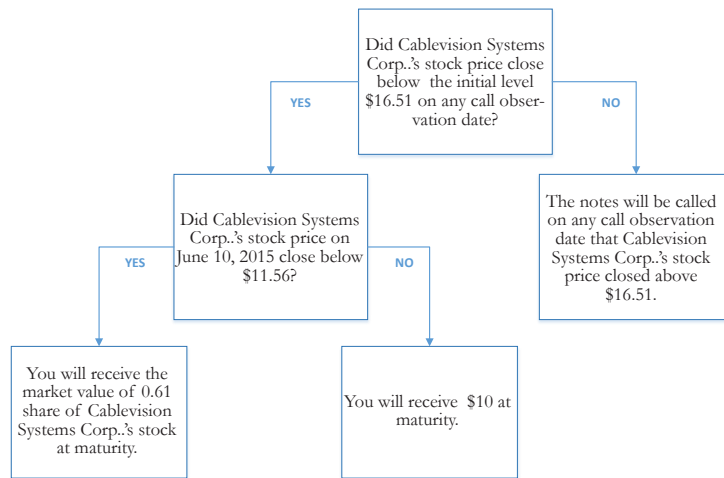 Did Cablevision Systems
Corp..'s stock price close
below the initial level
$16.51 on any call obser-
vation date?
YES
NO
Did Cablevision Systems
Corp..'s stock price on
June 10, 2015 close below
$11.56?
The notes will be called
on any call observation
date that Cablevision
Systems Corp..'s stock
price closed above
$16.51.
YES
NO
You will receive the
market value of 0.61
share of Cablevision
Systems Corp..'s stock
at maturity.
You will receive $10 at
maturity.